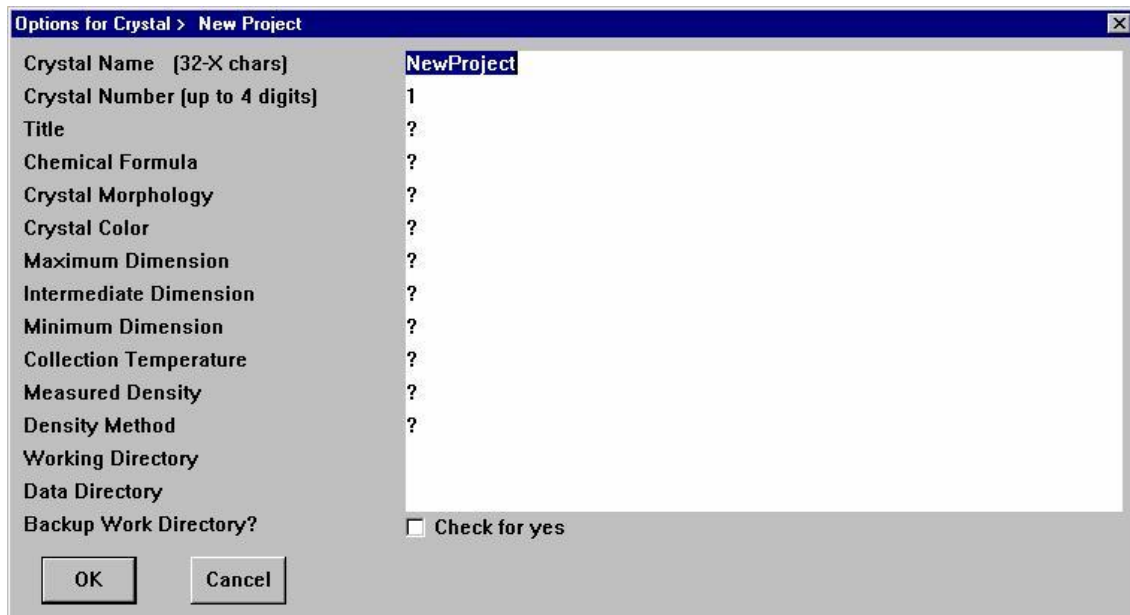 Options for Crystal > New Project
Crystal Name (32-X chars) NewProject
Crystal Number (up to 4 digits) 1
Title ?
Chemical Formula ?
Crystal Morphology ?
Crystal Color ?
Maximum Dimension ?
Intermediate Dimension ?
Minimum Dimension ?
Collection Temperature ?
Measured Density ?
Density Method ?
Working Directory
Data Directory
Backup Work Directory? Check for yes
OK Cancel